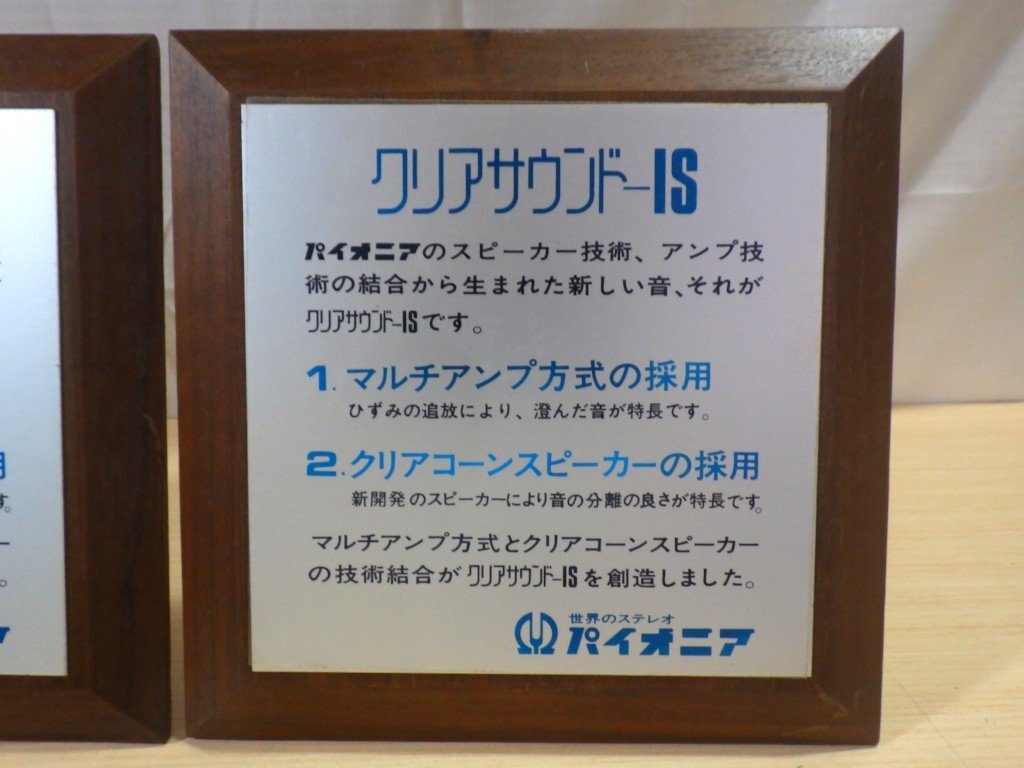 クリアサウンドーIS
パイオニアのスピーカー技術、アンプ技
術の結合から生まれた新しい音、それが
クリアサウンドーISです。
1. マルチアンプ方式の採用
ひずみの追放により、澄んだ音が特長です。
2. クリアコーンスピーカーの採用
新開発のスピーカーにより音の分離の良さが特長です。
マルチアンプ方式とクリアコーンスピーカー
の技術結合がクリアサウンドーISを創造しました。
世界のステレオ
パイオニア
用
す。
ー
。
ア